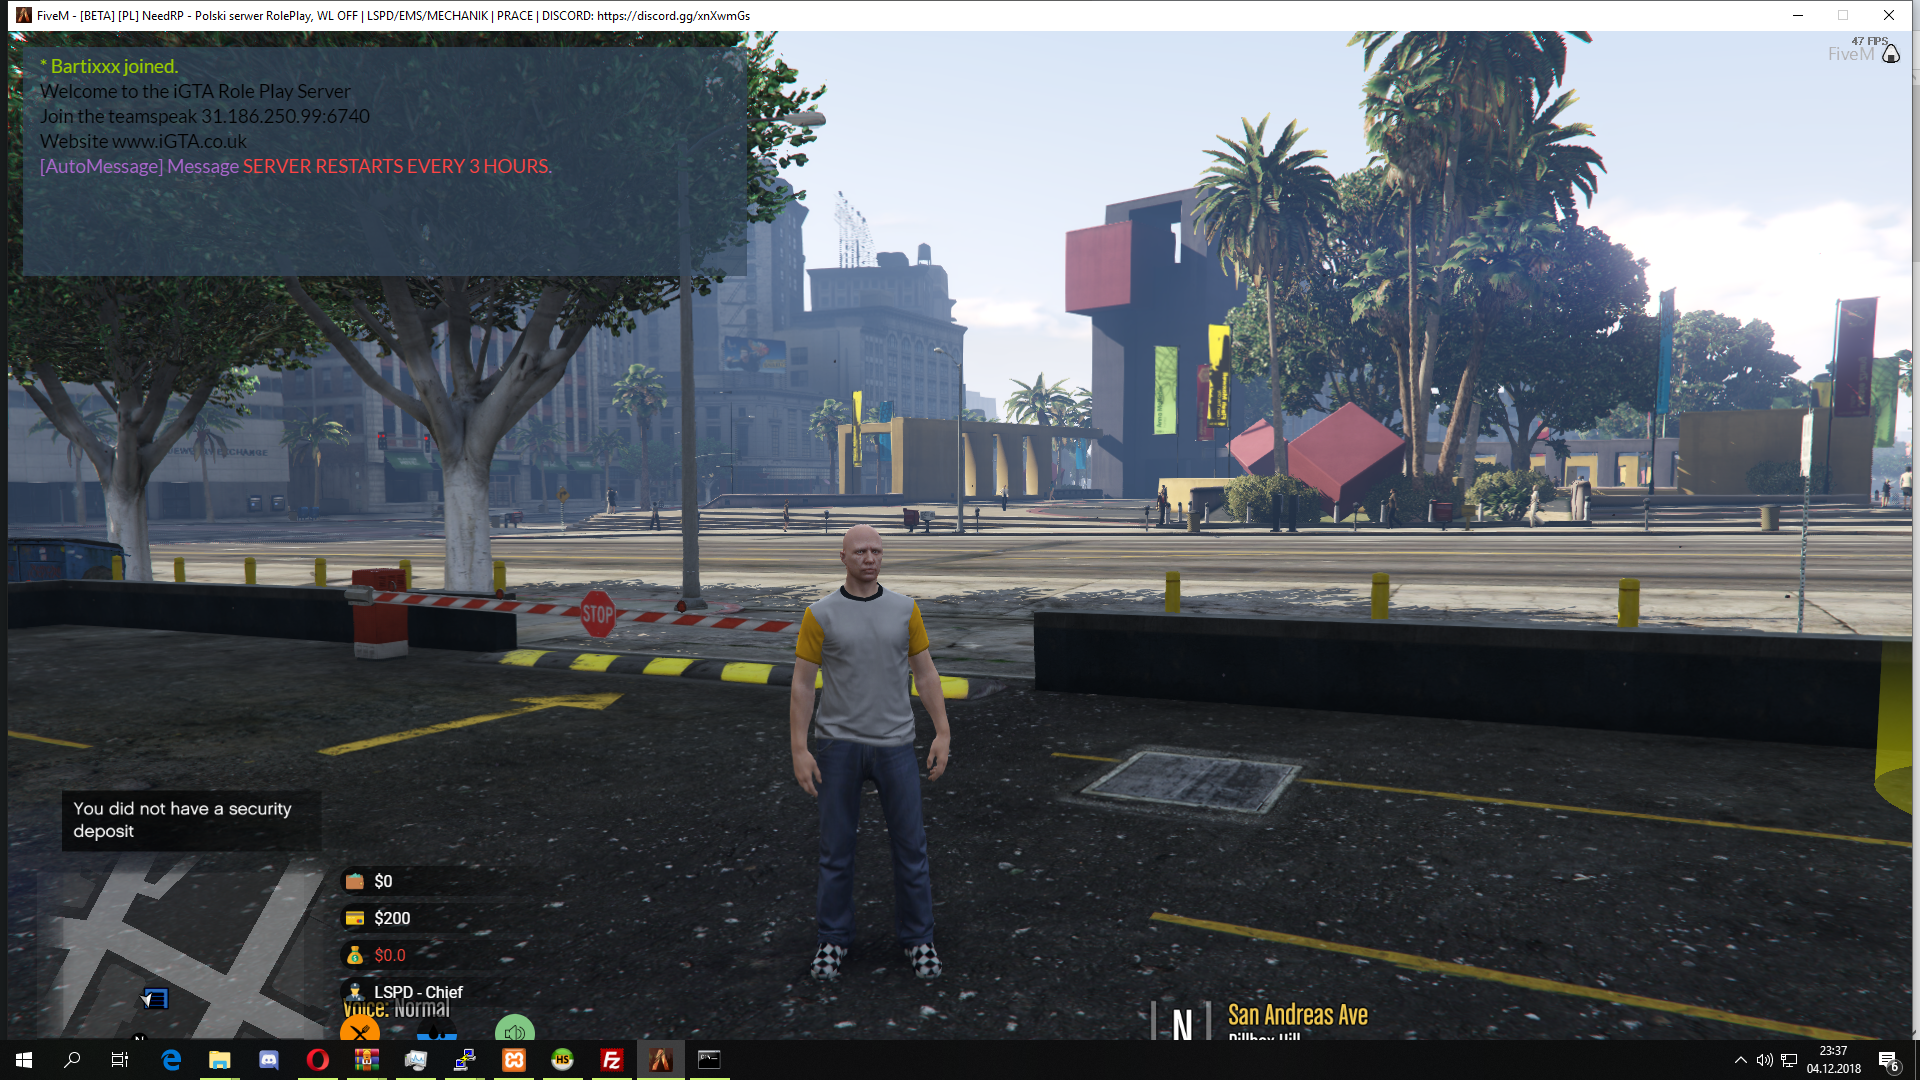 FiveM - [BETA] [PL] NeedRP - Polski serwer RolePlay, WL OFF | LSPD/EMS/MECHANIK | PRACE | DISCORD: https://discord.gg/xnXwmGs
47 FPS
FiveM
* Bartixxx joined.
Welcome to the iGTA Role Play Server
Join the teamspeak 31.186.250.99:6740
Website www.iGTA.co.uk
[AutoMessage] Message SERVER RESTARTS EVERY 3 HOURS.
STOP
You did not have a security
deposit
$0
$200
$0.0
LSPD - Chief
Voice: Normal
N
San Andreas Ave
Pillbox Hill
23:37
04.12.2018
6